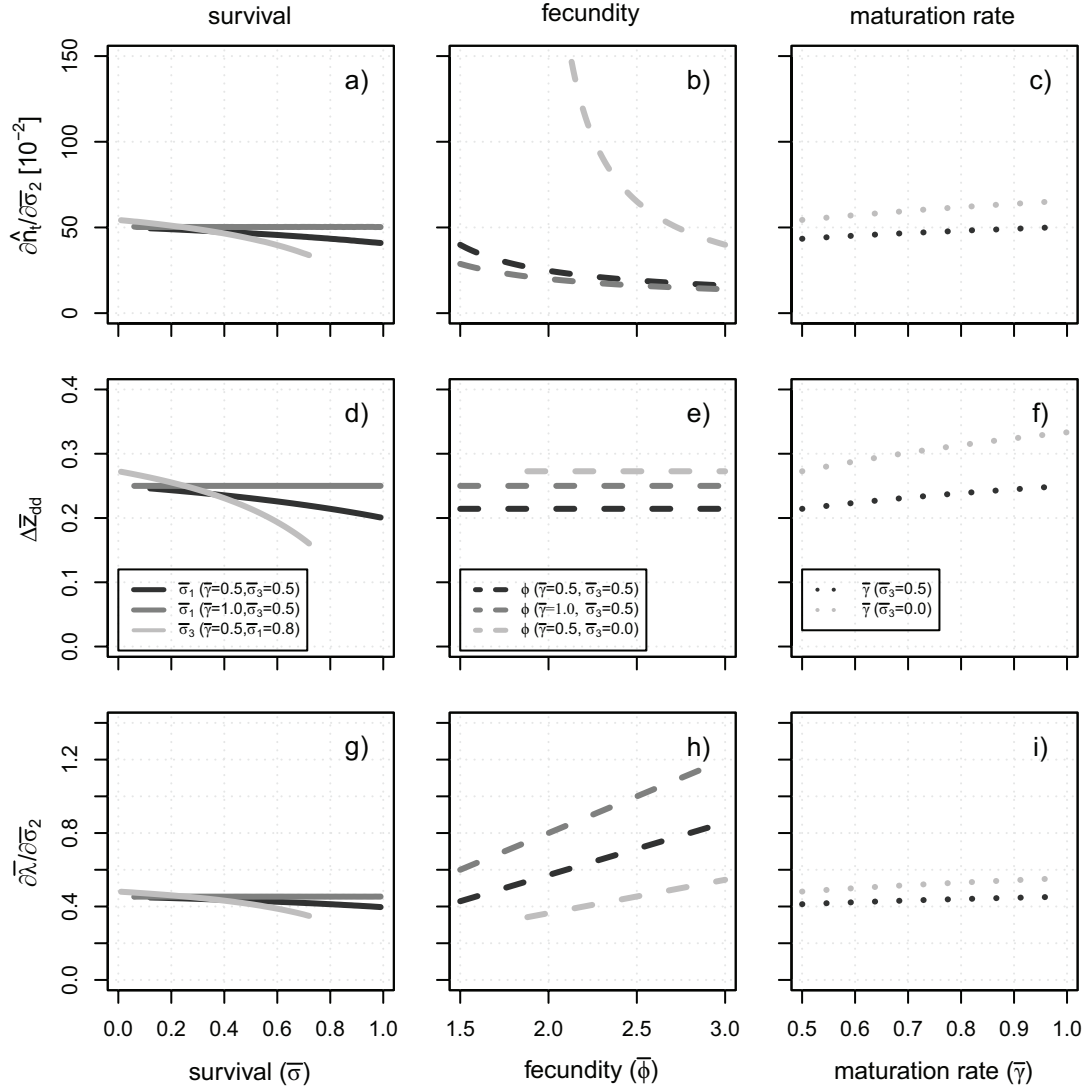 survival fecundity maturation rate
∂n̂ₜ/∂σ̅₂ [10⁻²]
150
100
50
0
a) b) c)
Δz̅dd
0.4
0.3
0.2
0.1
0.0
d) e) f)
σ̅₁ (γ̅=0.5,σ̅₃=0.5)
σ̅₁ (γ̅=1.0,σ̅₃=0.5)
σ̅₃ (γ̅=0.5,σ̅₁=0.8)
ϕ (γ̅=0.5, σ̅₃=0.5)
ϕ (γ̅=1.0, σ̅₃=0.5)
ϕ (γ̅=0.5, σ̅₃=0.0)
γ̅ (σ̅₃=0.5)
γ̅ (σ̅₃=0.0)
∂λ̅/∂σ̅₂
1.2
0.8
0.4
0.0
g) h) i)
0.0 0.2 0.4 0.6 0.8 1.0
1.5 2.0 2.5 3.0
0.5 0.6 0.7 0.8 0.9 1.0
survival (σ̅)
fecundity (ϕ̅)
maturation rate (γ̅)